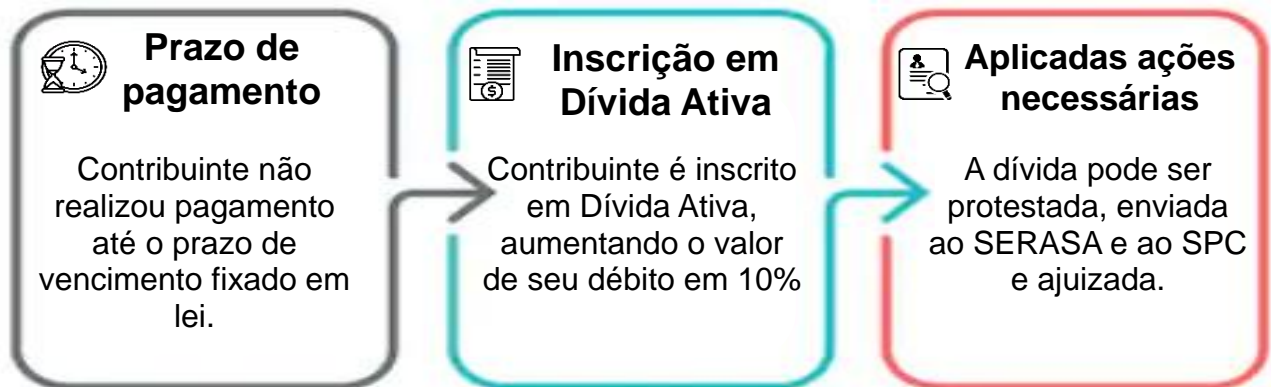 Prazo de
pagamento
Contribuinte não
realizou pagamento
até o prazo de
vencimento fixado em
lei.
Inscrição em
Dívida Ativa
Contribuinte é inscrito
em Dívida Ativa,
aumentando o valor
de seu débito em 10%
Aplicadas ações
necessárias
A dívida pode ser
protestada, enviada
ao SERASA e ao SPC
e ajuizada.